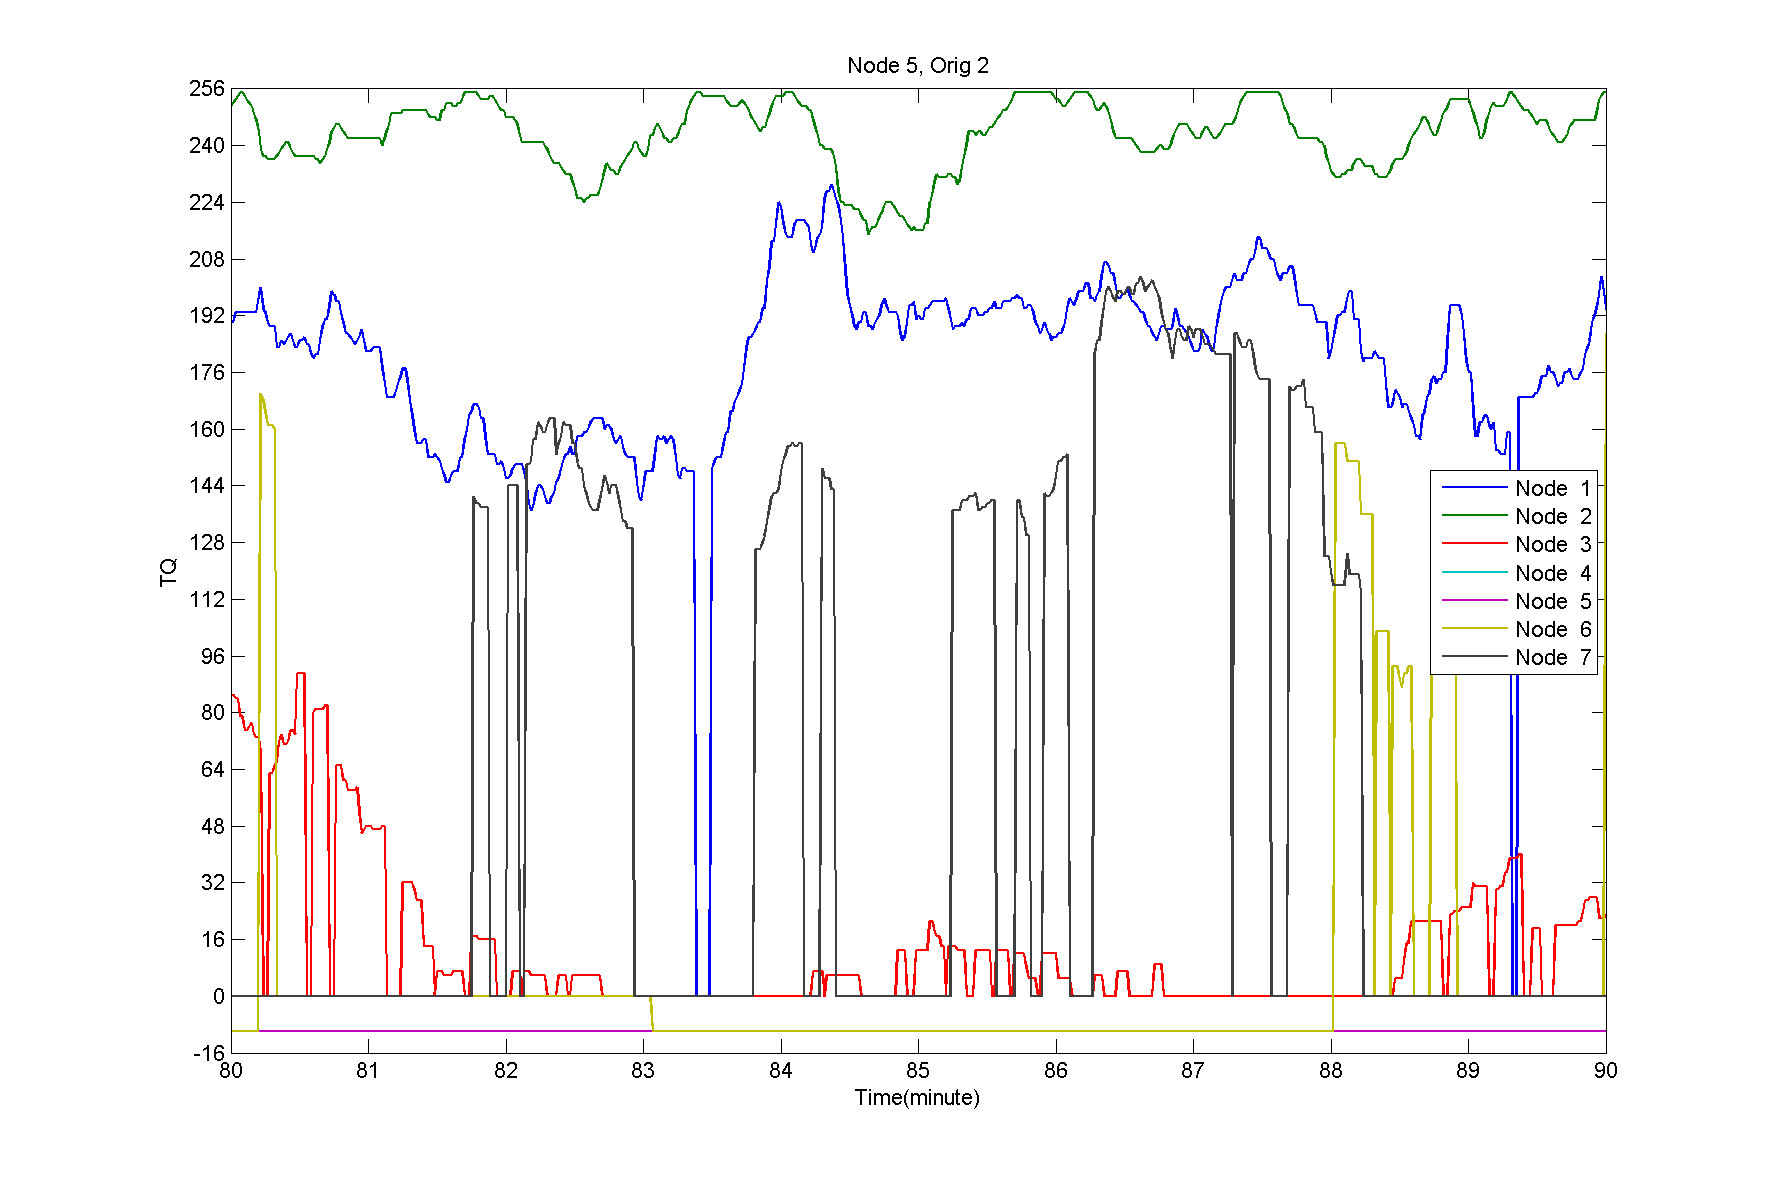 Node 5, Orig 2
256
240
224
208
192
176
160
144
128
112
96
80
64
48
32
16
0
-16
TQ
Node 1
Node 2
Node 3
Node 4
Node 5
Node 6
Node 7
80 81 82 83 84 85 86 87 88 89 90
Time(minute)